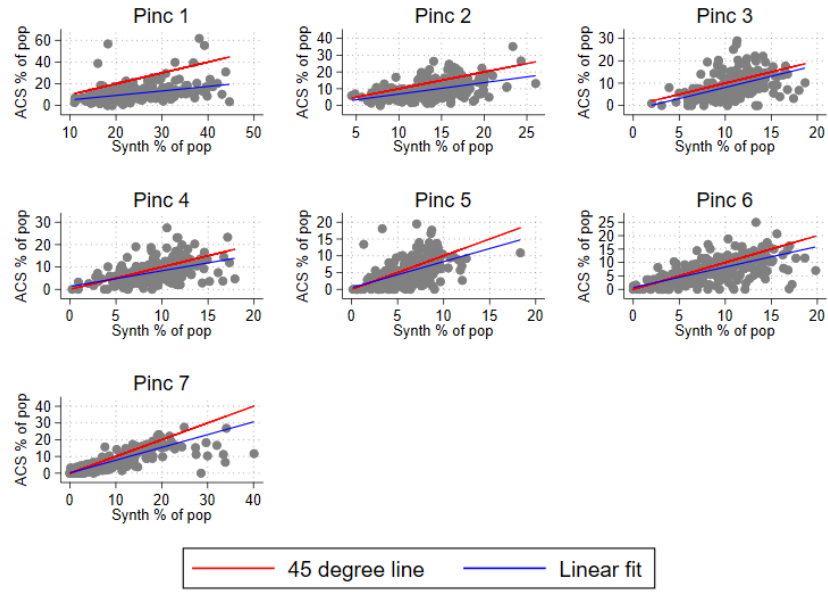 Pinc 1
Pinc 2
Pinc 3
ACS % of pop
60
40
20
0
10 20 30 40 50
Synth % of pop
ACS % of pop
40
30
20
10
0
5 10 15 20 25
Synth % of pop
ACS % of pop
30
20
10
0
0 5 10 15 20
Synth % of pop
Pinc 4
Pinc 5
Pinc 6
ACS % of pop
30
20
10
0
0 5 10 15 20
Synth % of pop
ACS % of pop
20
15
10
5
0
0 5 10 15 20
Synth % of pop
ACS % of pop
25
20
15
10
5
0
0 5 10 15 20
Synth % of pop
Pinc 7
ACS % of pop
40
30
20
10
0
0 10 20 30 40
Synth % of pop
45 degree line Linear fit